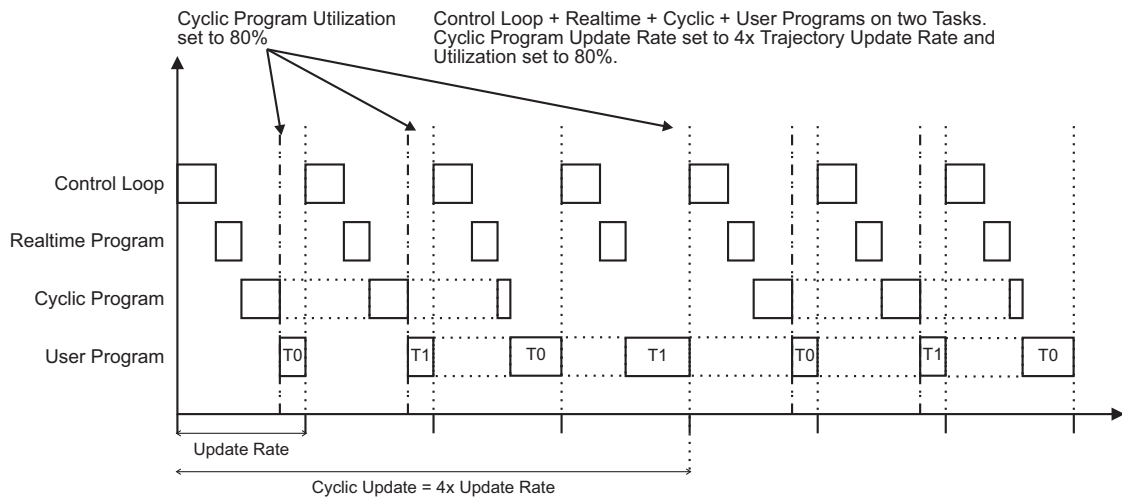 Cyclic Program Utilization
set to 80%
Control Loop + Realtime + Cyclic + User Programs on two Tasks.
Cyclic Program Update Rate set to 4x Trajectory Update Rate and
Utilization set to 80%.
Control Loop
Realtime Program
Cyclic Program
User Program
T0
T1
T0
T1
T0
T1
T0
Update Rate
Cyclic Update = 4x Update Rate